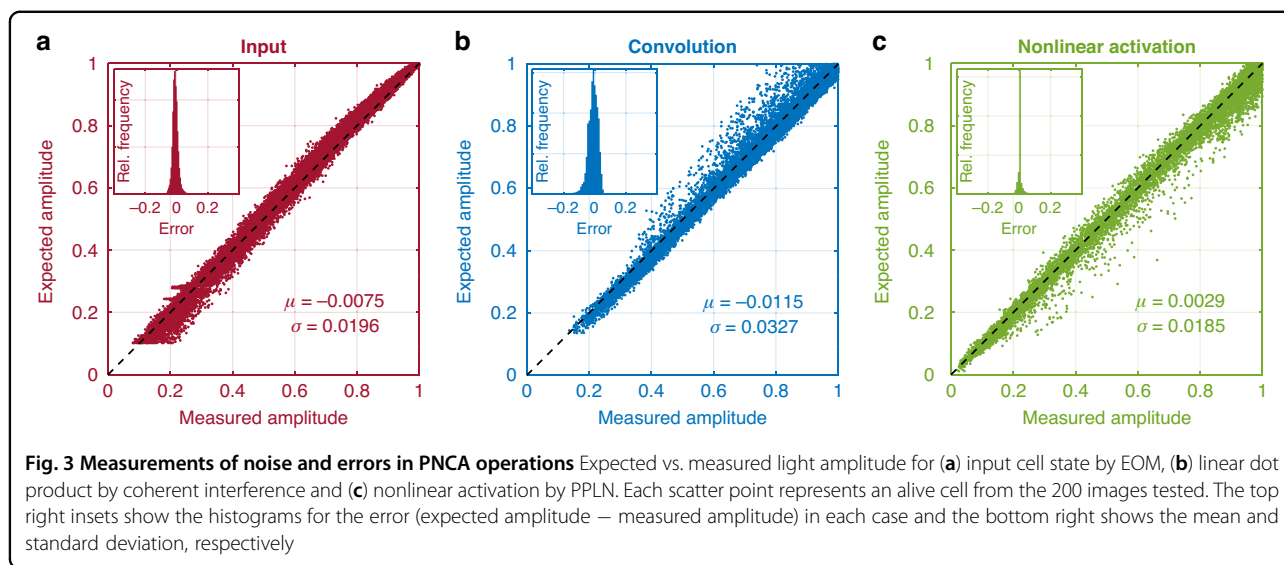 a
Input
1
0.8
0.6
0.4
0.2
0
0
0.2
0.4
0.6
0.8
1
Expected amplitude
Measured amplitude
Rel. frequency
−0.2
0
0.2
Error
μ = −0.0075
σ = 0.0196
b
Convolution
1
0.8
0.6
0.4
0.2
0
0
0.2
0.4
0.6
0.8
1
Expected amplitude
Measured amplitude
Rel. frequency
−0.2
0
0.2
Error
μ = −0.0115
σ = 0.0327
c
Nonlinear activation
1
0.8
0.6
0.4
0.2
0
0
0.2
0.4
0.6
0.8
1
Expected amplitude
Measured amplitude
Rel. frequency
−0.2
0
0.2
Error
μ = 0.0029
σ = 0.0185
Fig. 3 Measurements of noise and errors in PNCA operations Expected vs. measured light amplitude for (a) input cell state by EOM, (b) linear dot
product by coherent interference and (c) nonlinear activation by PPLN. Each scatter point represents an alive cell from the 200 images tested. The top
right insets show the histograms for the error (expected amplitude − measured amplitude) in each case and the bottom right shows the mean and
standard deviation, respectively